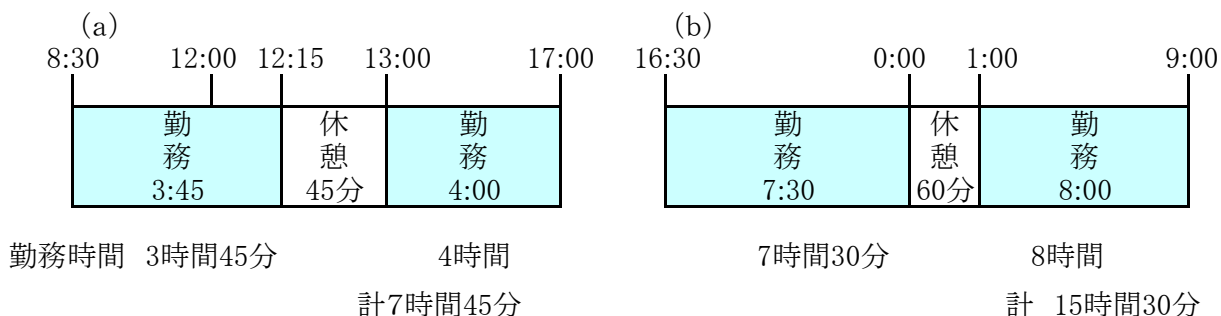 (a) (b)
8:30 12:00 12:15 13:00 17:00 16:30 0:00 1:00 9:00
勤務 休憩 勤務 勤務 休憩 勤務
3:45 45分 4:00 7:30 60分 8:00
勤務時間 3時間45分 4時間 7時間30分 8時間
計7時間45分 計 15時間30分